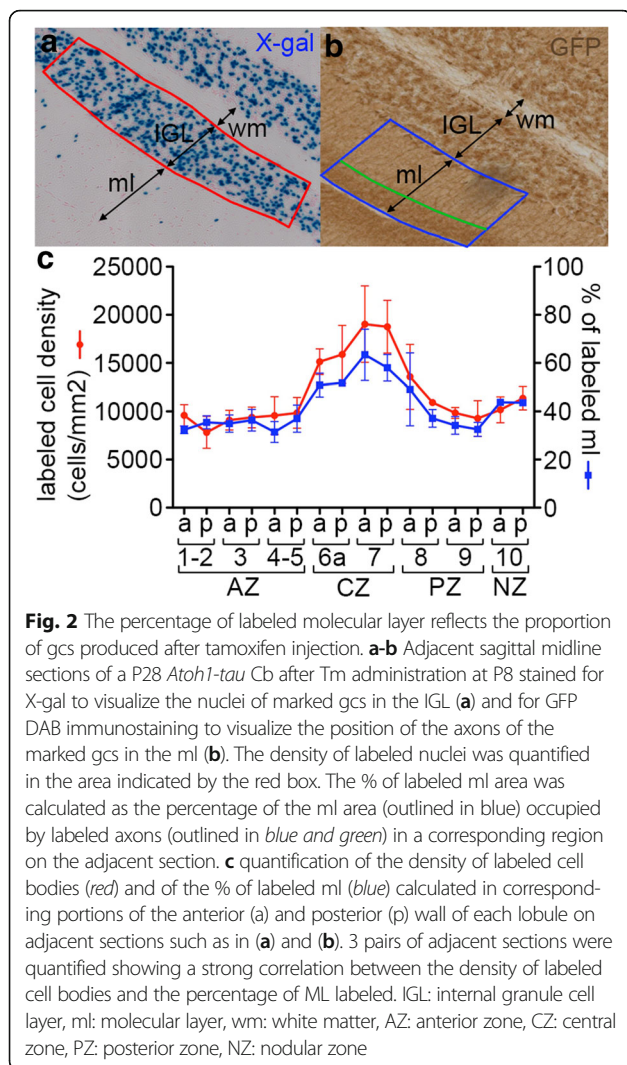 a X-gal b GFP
IGL wm IGL wm
ml ml
c
25000 100
20000 80
15000 60
10000 40
5000 20
0 0
labeled cell density
(cells/mm2)
% of labeled ml
a p a p a p a p a p a p a p a p
1-2 3 4-5 6a 7 8 9 10
AZ CZ PZ NZ
Fig. 2 The percentage of labeled molecular layer reflects the proportion
of gcs produced after tamoxifen injection. a-b Adjacent sagittal midline
sections of a P28 Atoh1-tau Cb after Tm administration at P8 stained for
X-gal to visualize the nuclei of marked gcs in the IGL (a) and for GFP
DAB immunostaining to visualize the position of the axons of the
marked gcs in the ml (b). The density of labeled nuclei was quantified
in the area indicated by the red box. The % of labeled ml area was
calculated as the percentage of the ml area (outlined in blue) occupied
by labeled axons (outlined in blue and green) in a corresponding region
on the adjacent section. c quantification of the density of labeled cell
bodies (red) and of the % of labeled ml (blue) calculated in correspond-
ing portions of the anterior (a) and posterior (p) wall of each lobule on
adjacent sections such as in (a) and (b). 3 pairs of adjacent sections were
quantified showing a strong correlation between the density of labeled
cell bodies and the percentage of ML labeled. IGL: internal granule cell
layer, ml: molecular layer, wm: white matter, AZ: anterior zone, CZ: central
zone, PZ: posterior zone, NZ: nodular zone